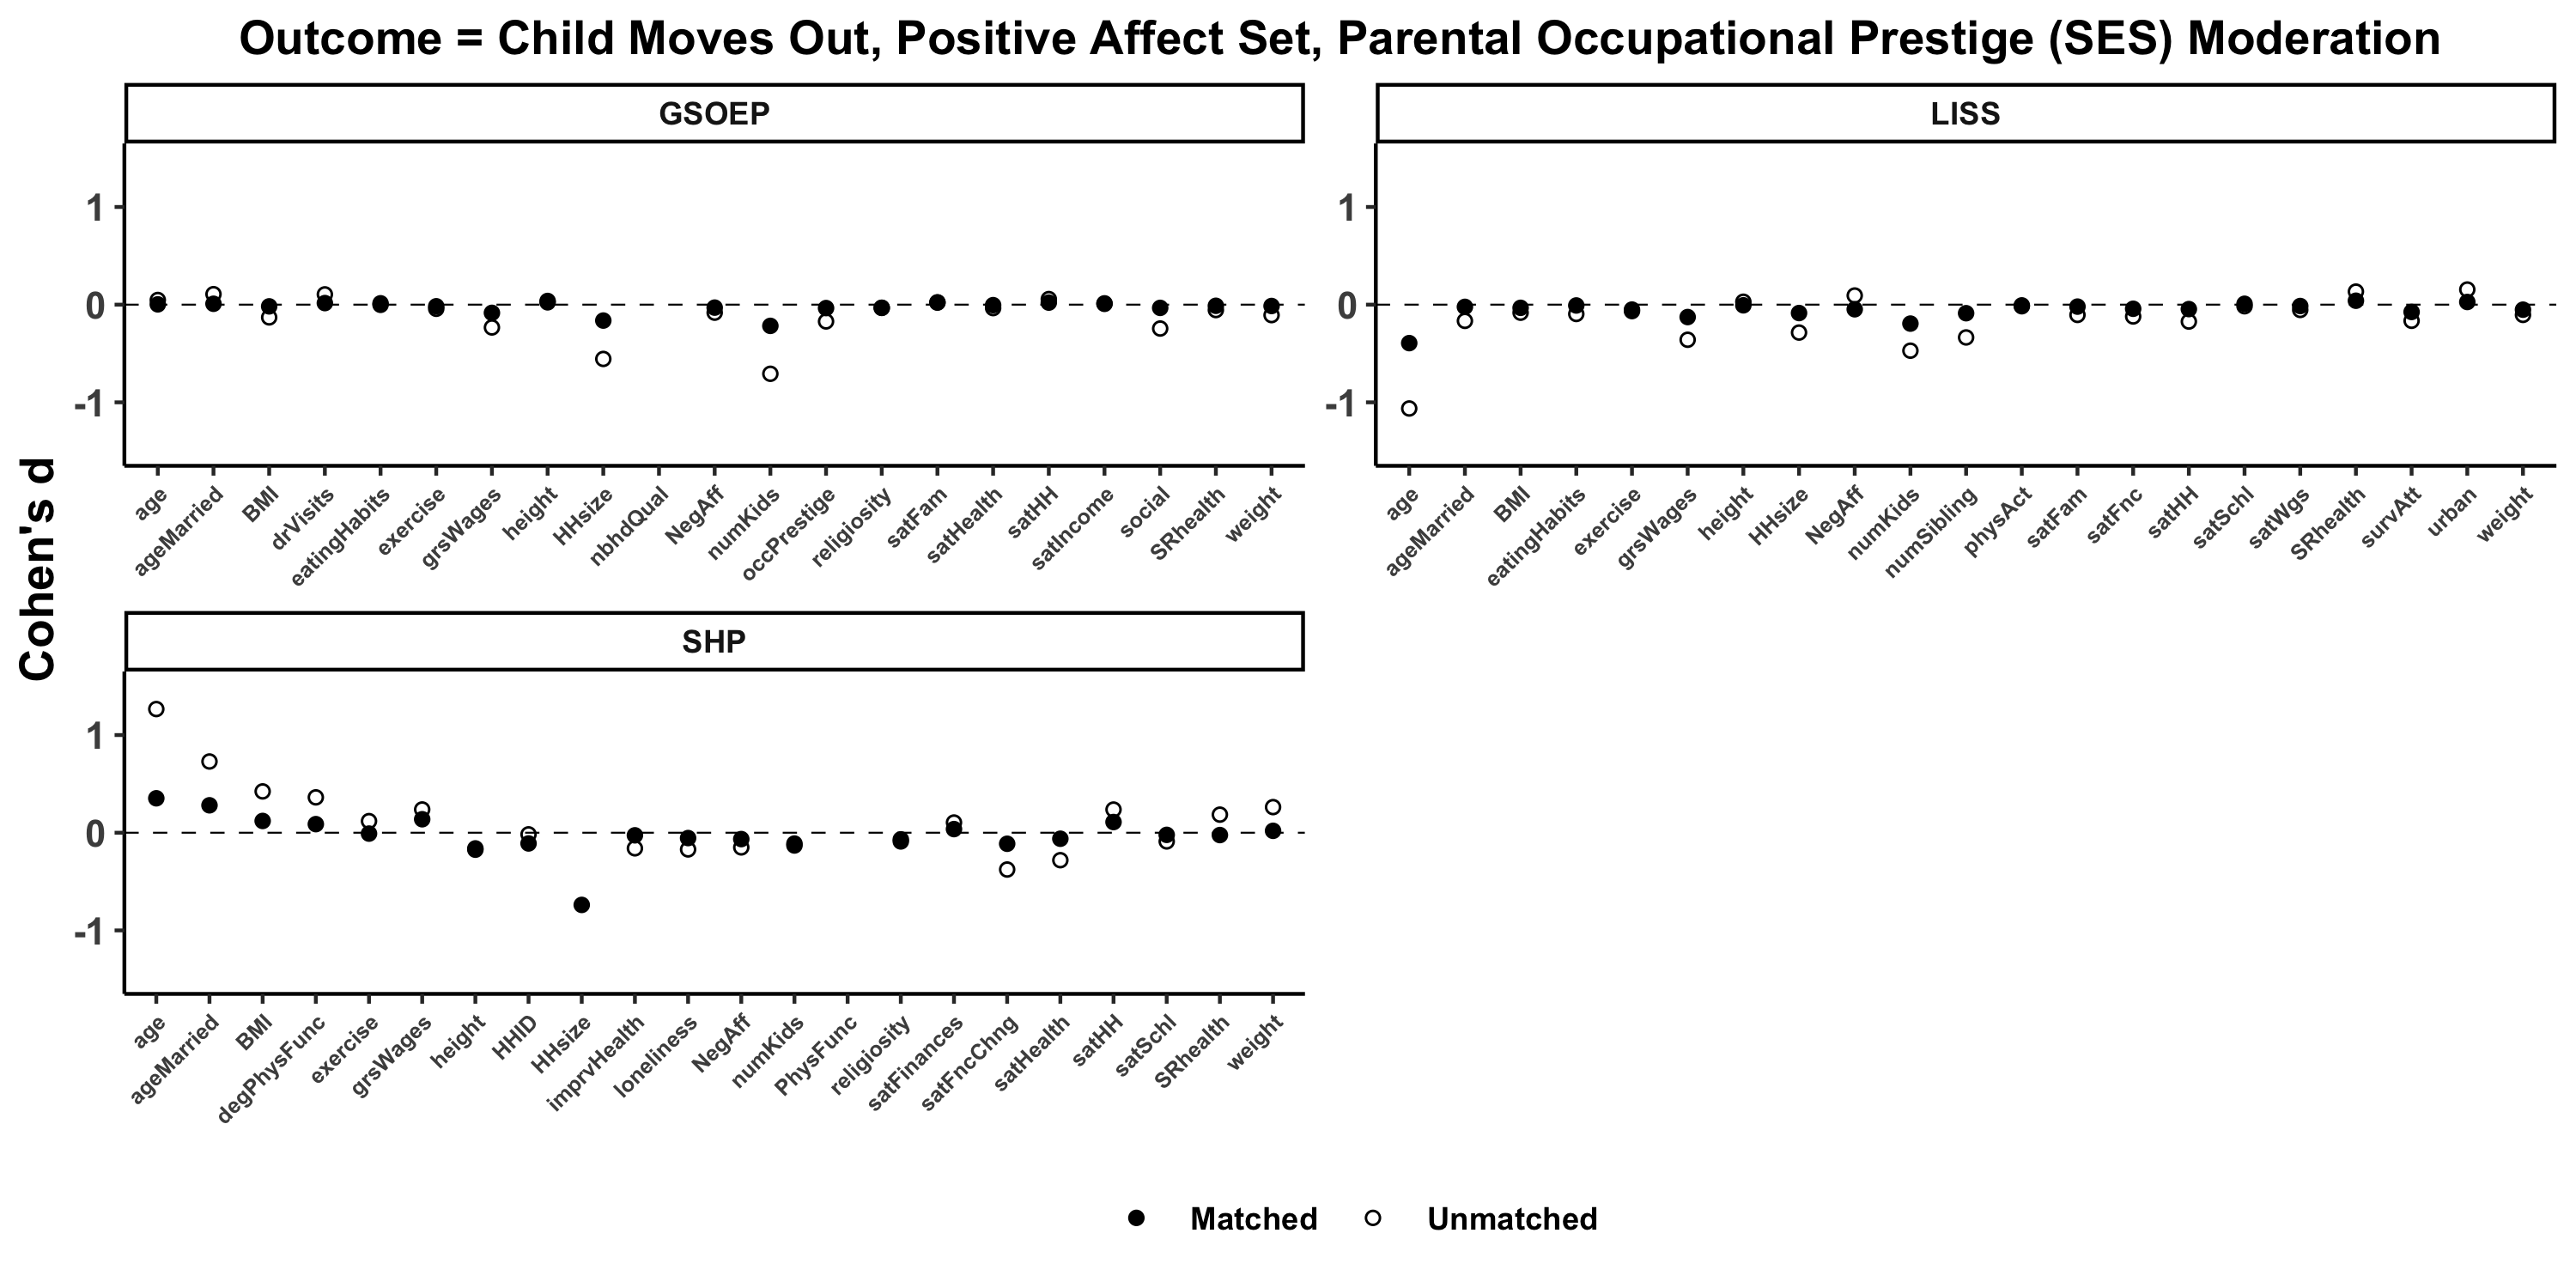 Outcome = Child Moves Out, Positive Affect Set, Parental Occupational Prestige (SES) Moderation
Cohen's d
GSOEP
1
0
-1
age
ageMarried
BMI
drVisits
eatingHabits
exercise
grsWages
height
HHsize
nbhdQual
NegAff
numKids
occPrestige
religiosity
satFam
satHealth
satHH
satIncome
social
SRhealth
weight
LISS
1
0
-1
age
ageMarried
BMI
eatingHabits
exercise
grsWages
height
HHsize
NegAff
numKids
numSibling
physAct
satFam
satFnc
satHH
satSchl
satWgs
SRhealth
survAtt
urban
weight
SHP
1
0
-1
age
ageMarried
BMI
degPhysFunc
exercise
grsWages
height
HHID
HHsize
imprvHealth
loneliness
NegAff
numKids
PhysFunc
religiosity
satFinances
satFncChng
satHealth
satHH
satSchl
SRhealth
weight
Matched
Unmatched